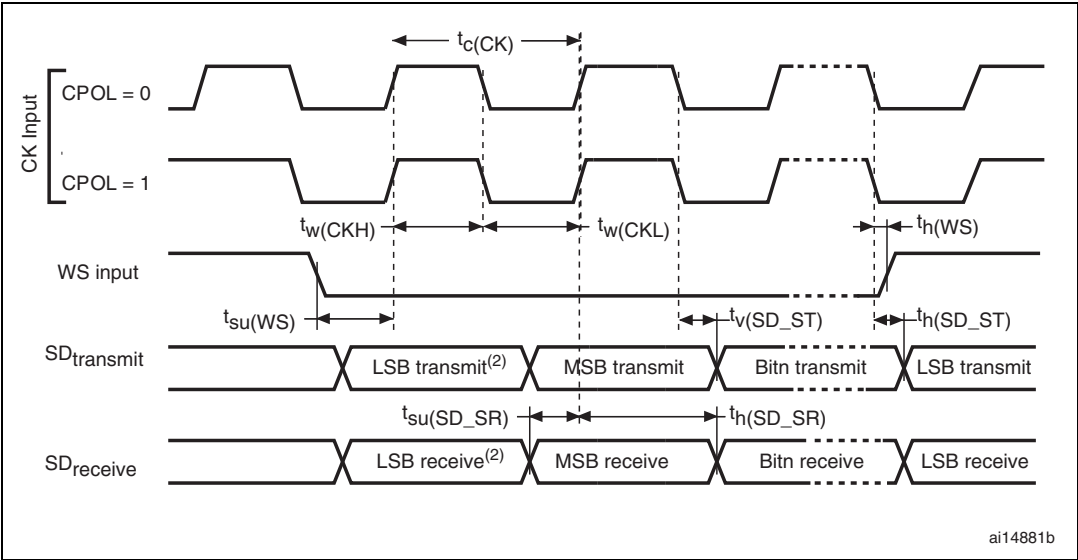 tc(CK)
CK Input
CPOL = 0
CPOL = 1
tw(CKH)
tw(CKL)
th(WS)
WS input
tsu(WS)
tv(SD_ST)
th(SD_ST)
SDtransmit
LSB transmit(2)
MSB transmit
Bitn transmit
LSB transmit
tsu(SD_SR)
th(SD_SR)
SDreceive
LSB receive(2)
MSB receive
Bitn receive
LSB receive
ai14881b